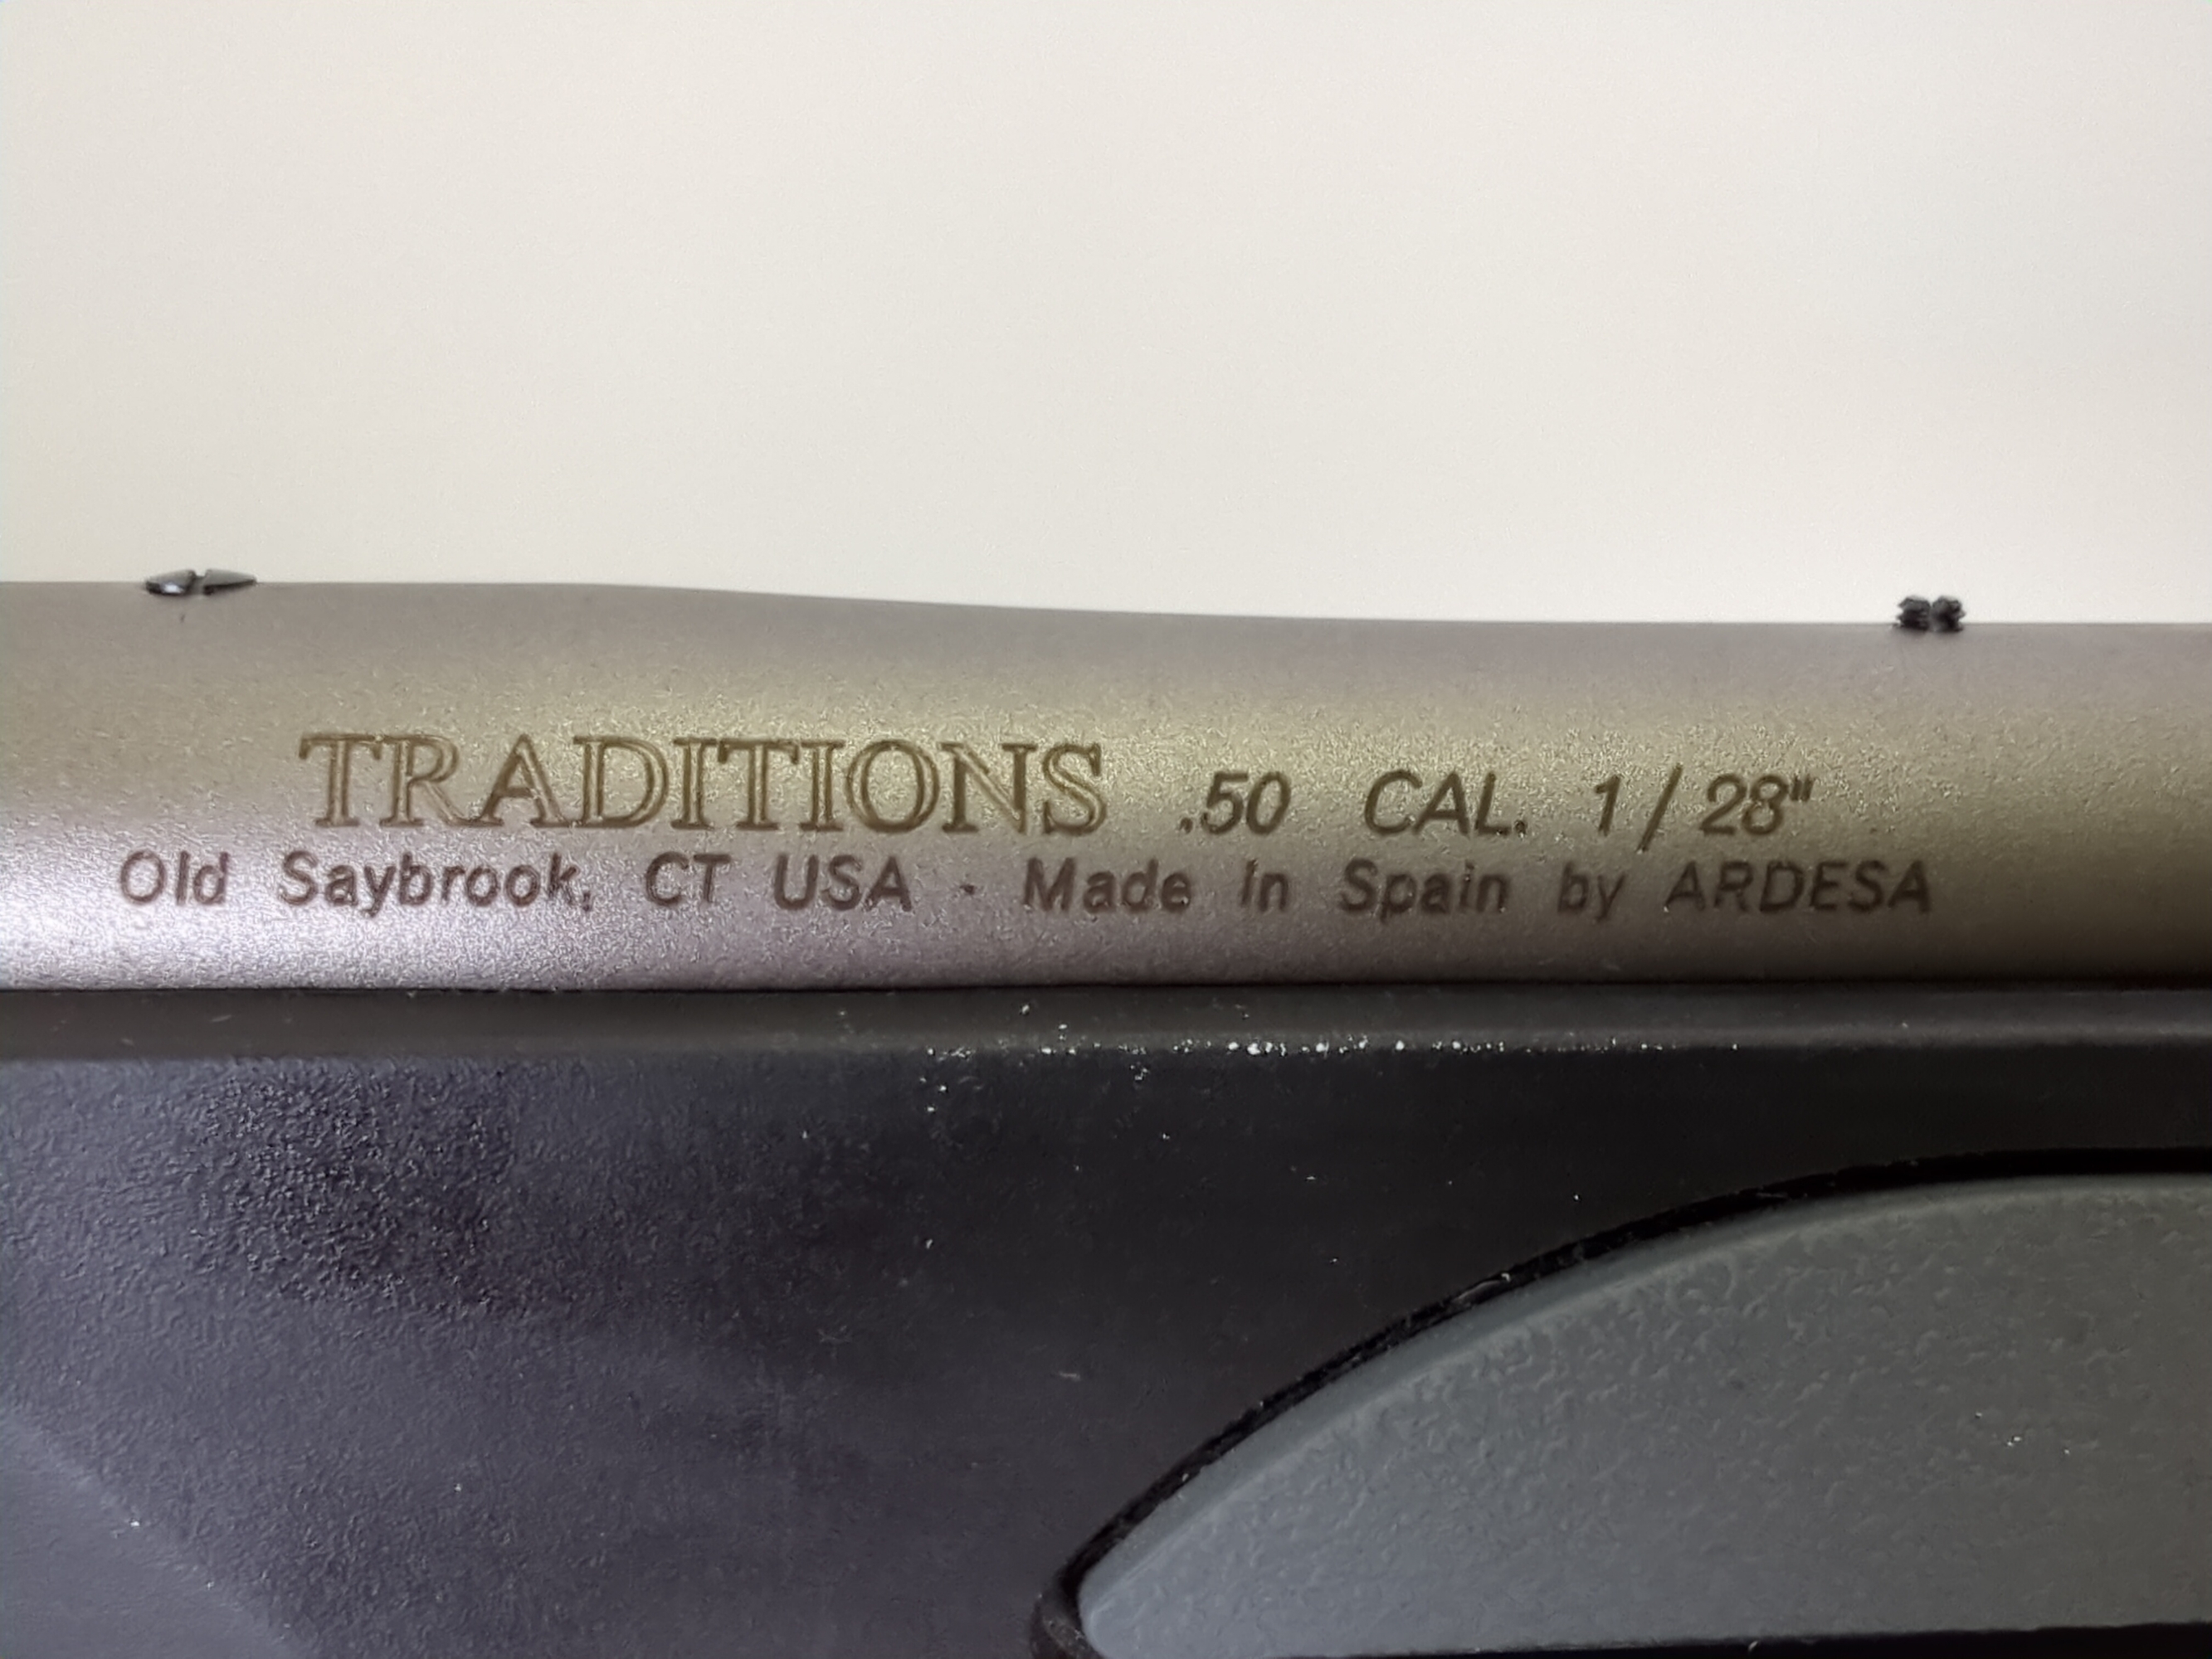 TRADITIONS .50 CAL. 1/28"
Old Saybrook, CT USA · Made in Spain by ARDESA